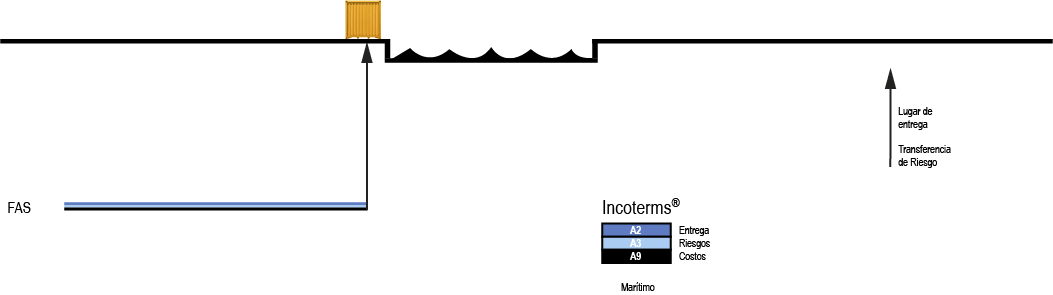 Lugar de
entrega
Transferencia
de Riesgo
FAS
Incoterms®
A2 Entrega
A3 Riesgos
A9 Costos
Marítimo